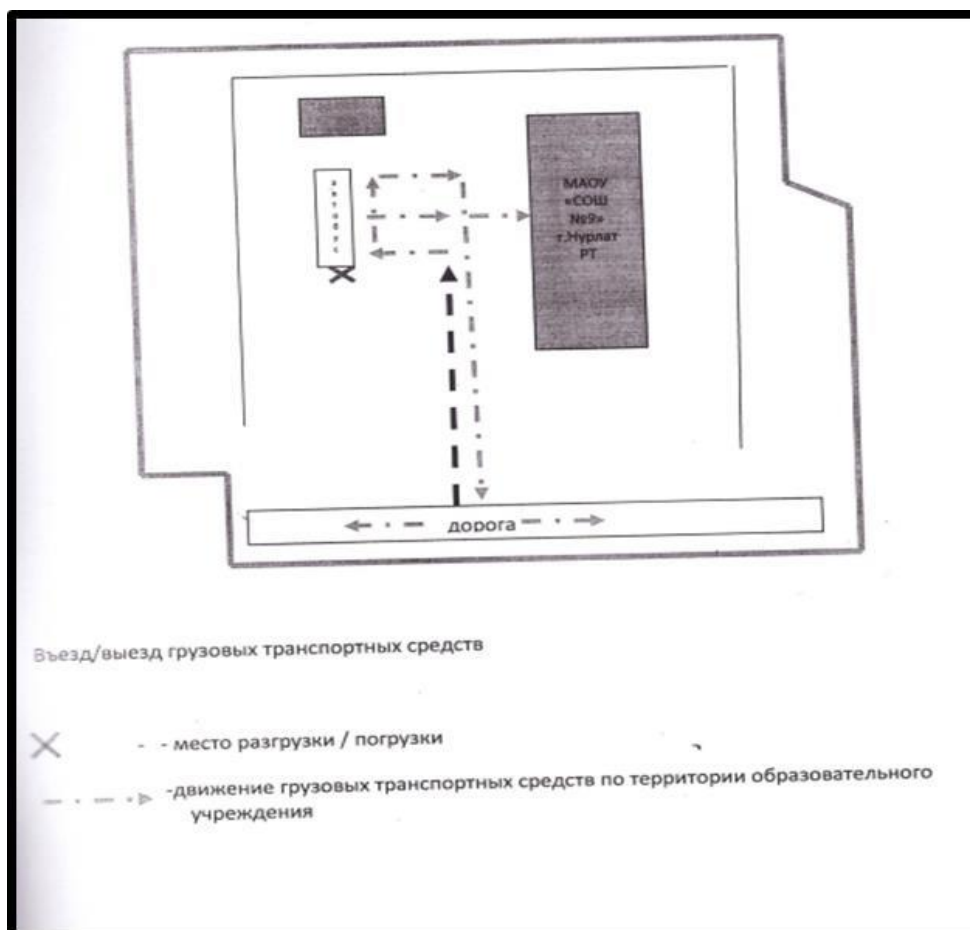 МАОУ
«СОШ
№9»
г.Нурлат
РТ
дорога
Въезд/выезд грузовых транспортных средств
- - место разгрузки / погрузки
-движение грузовых транспортных средств по территории образовательного
учреждения